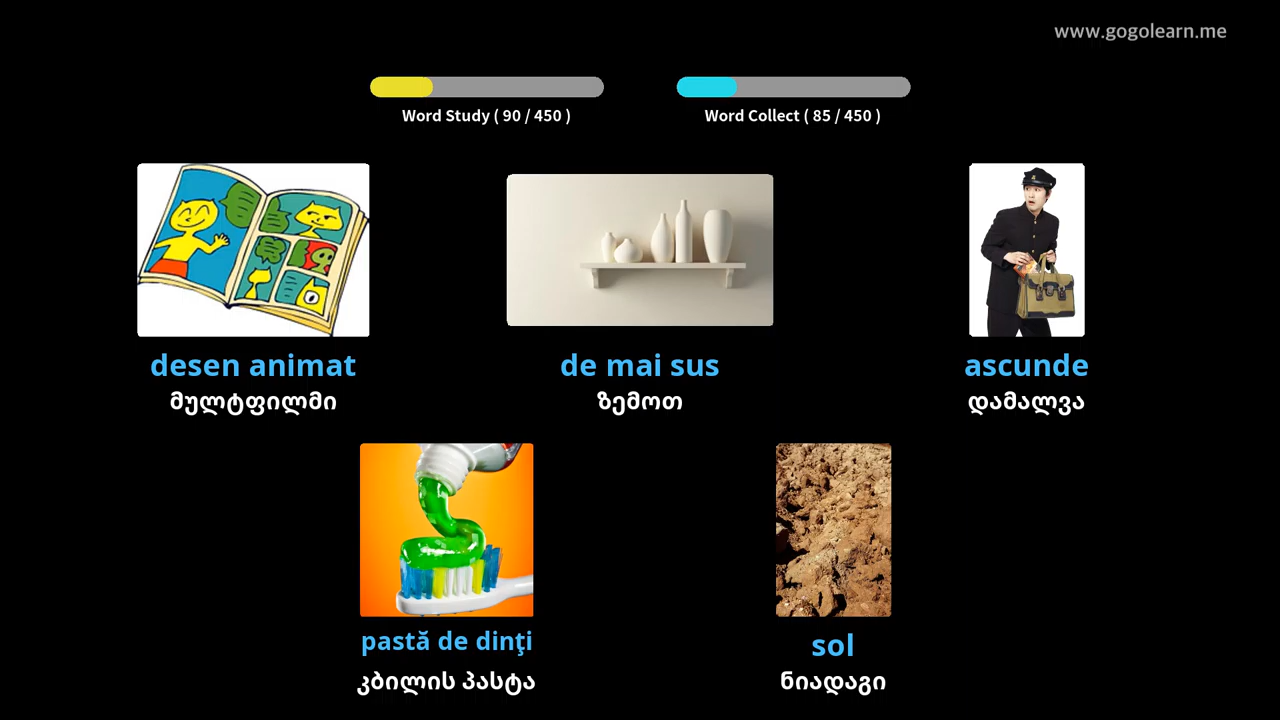 www.gogolearn.me
Word Study ( 90 / 450 )
Word Collect ( 85 / 450 )
desen animat
მულტფილმი
de mai sus
ზემოთ
ascunde
დამალვა
pastă de dinţi
კბილის პასტა
sol
ნიადაგი